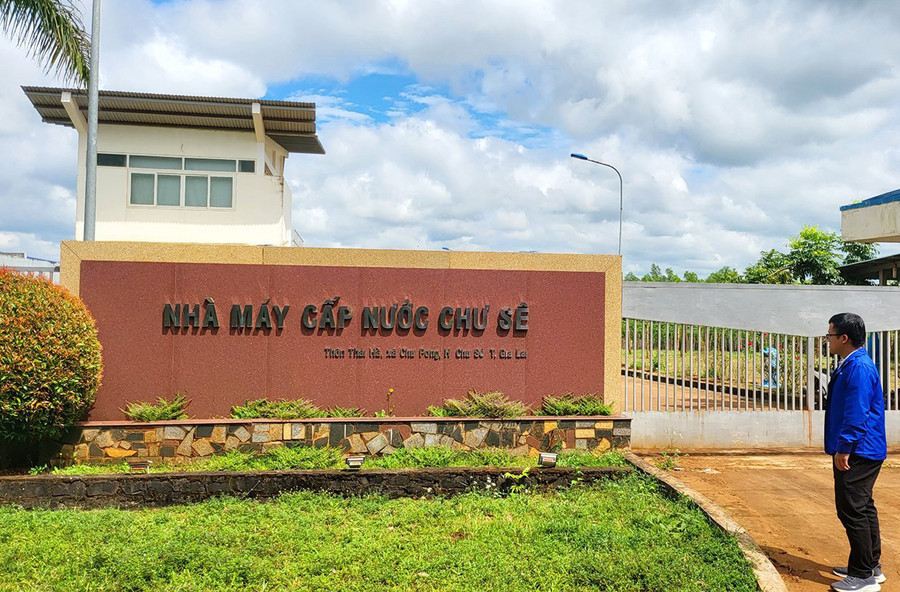 NHÀ MÁY CẤP NƯỚC CHƯ SÊ
Thôn Thái Hà, xã Chư Pong, H Chư Sê T. Gia Lai